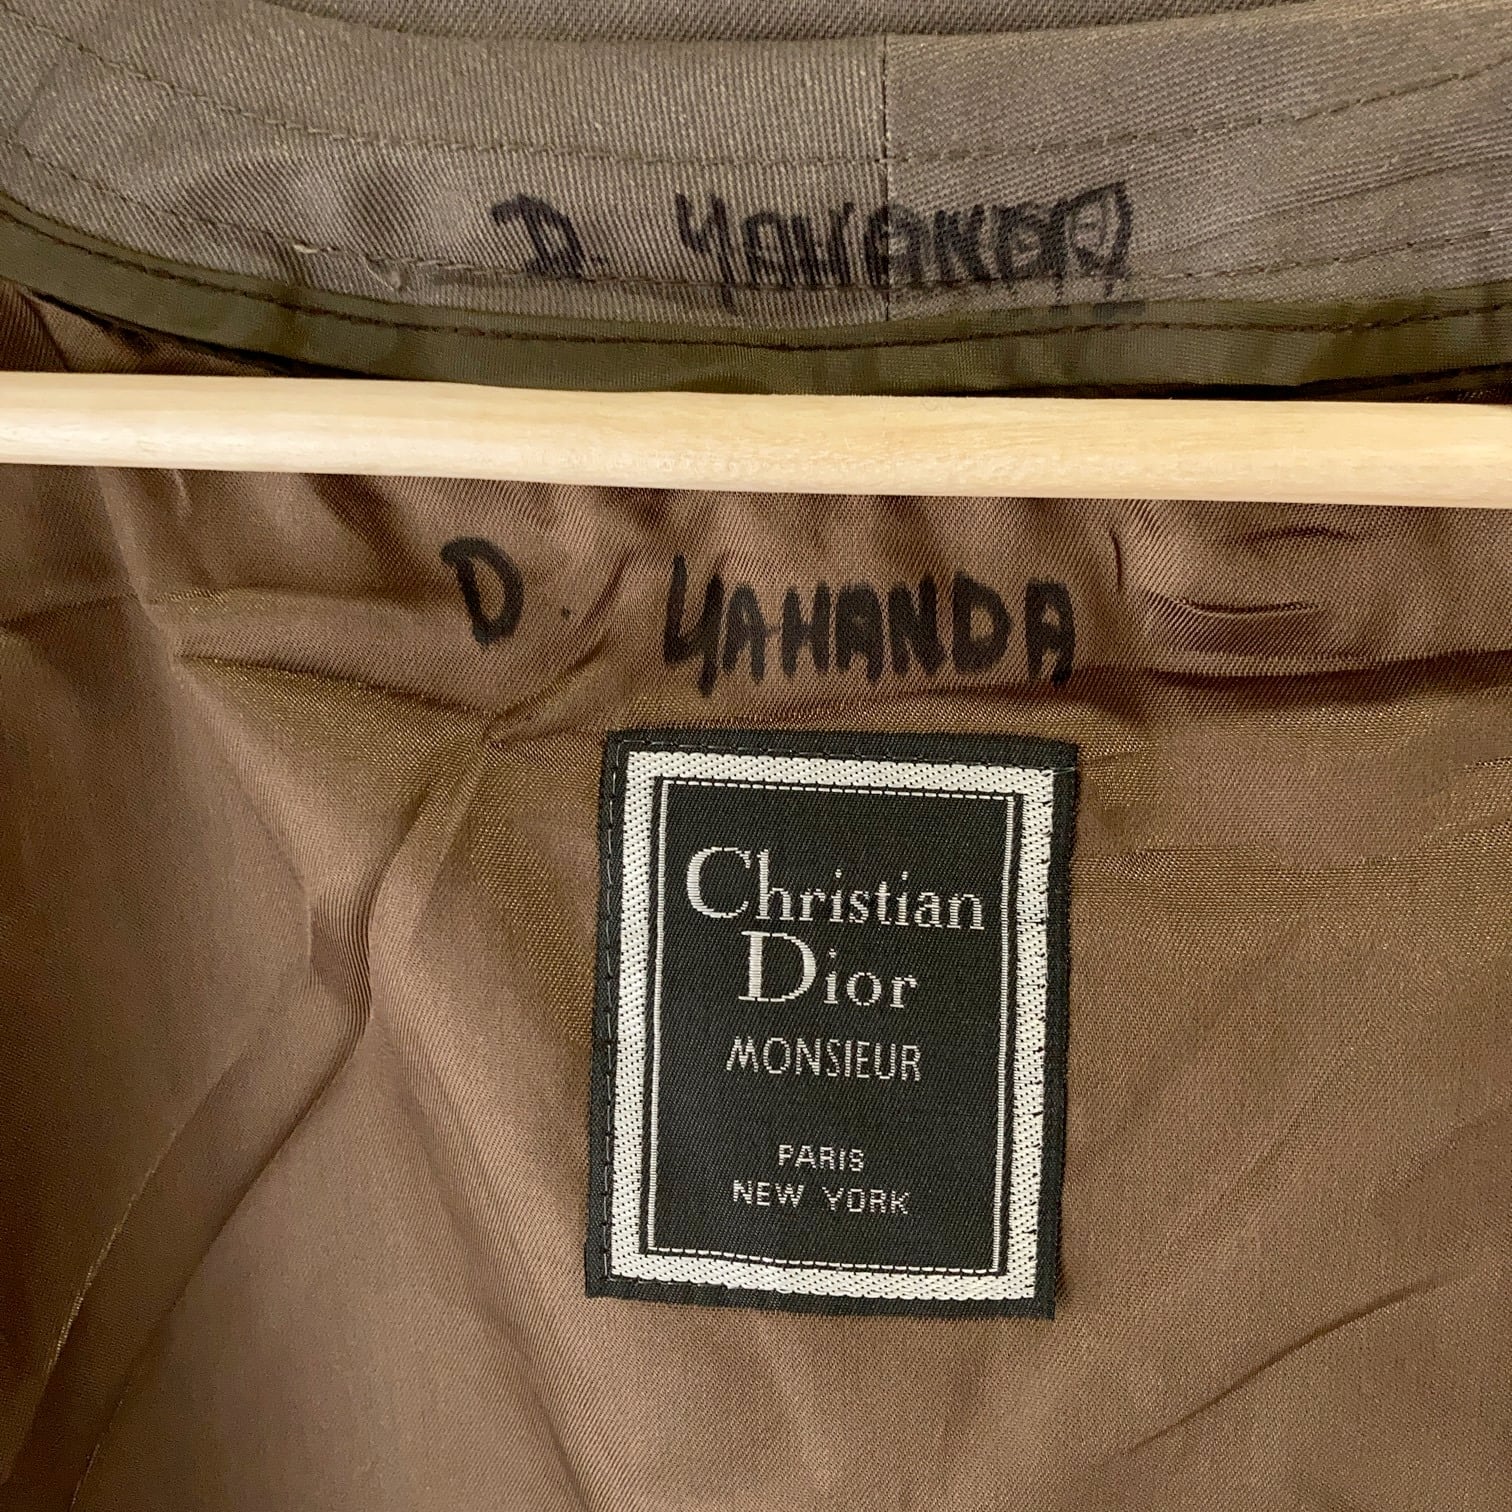 D. YAHANDA
D. YAHANDA
Christian
Dior
MONSIEUR
PARIS
NEW YORK